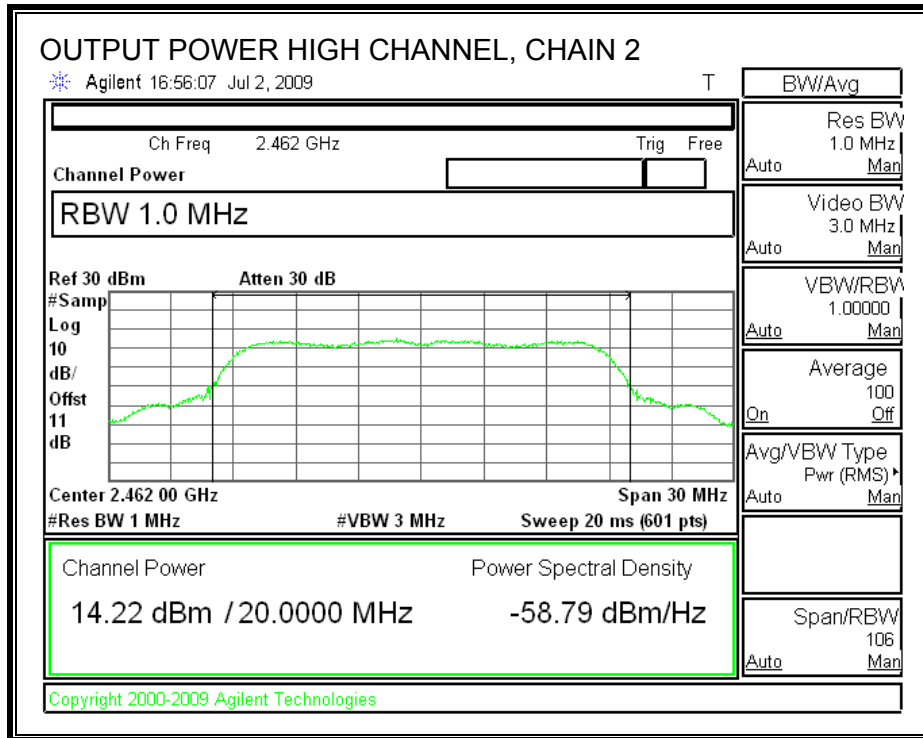 OUTPUT POWER HIGH CHANNEL, CHAIN 2
Agilent 16:56:07 Jul 2, 2009 T
Ch Freq 2.462 GHz Trig Free
Channel Power
RBW 1.0 MHz
Ref 30 dBm Atten 30 dB
#Samp
Log
10
dB/
Offst
11
dB
Center 2.462 00 GHz Span 30 MHz
#Res BW 1 MHz #VBW 3 MHz Sweep 20 ms (601 pts)
Channel Power Power Spectral Density
14.22 dBm / 20.0000 MHz -58.79 dBm/Hz
Copyright 2000-2009 Agilent Technologies
BW/Avg
Res BW
1.0 MHz
Auto Man
Video BW
3.0 MHz
Auto Man
VBW/RBW
1.00000
Auto Man
Average
100
On Off
Avg/VBW Type
Pwr (RMS)
Auto Man
Span/RBW
106
Auto Man